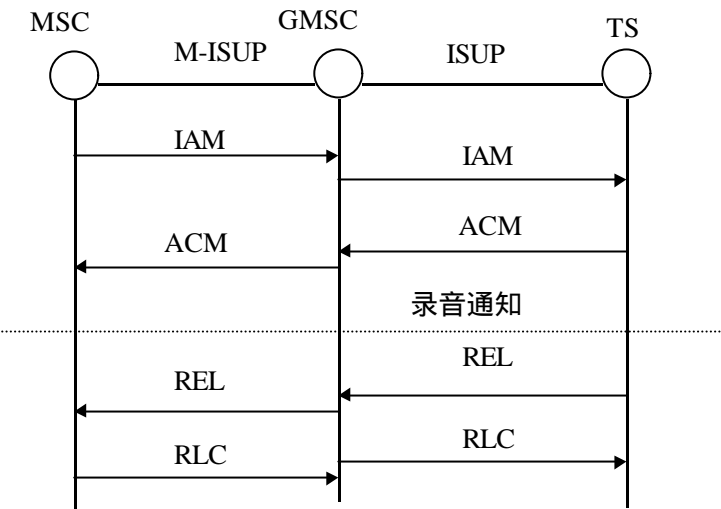 MSC
GMSC
TS
M-ISUP
ISUP
IAM
IAM
ACM
ACM
录音通知
REL
REL
RLC
RLC